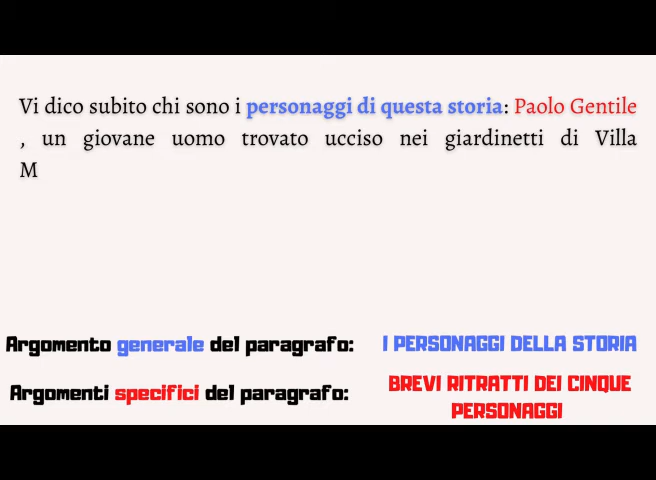 Vi dico subito chi sono i personaggi di questa storia: Paolo Gentile
, un giovane uomo trovato ucciso nei giardinetti di Villa
M
Argomento generale del paragrafo: I PERSONAGGI DELLA STORIA
Argomenti specifici del paragrafo: BREVI RITRATTI DEI CINQUE
PERSONAGGI